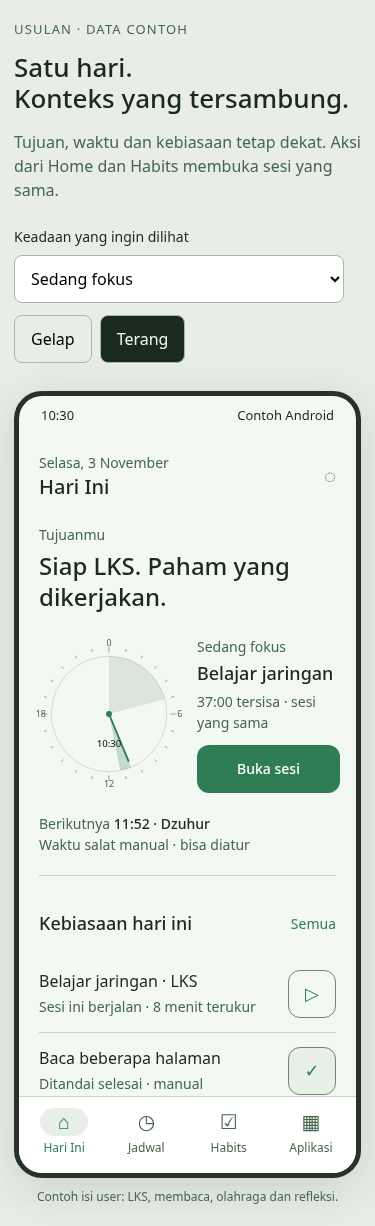 USULAN · DATA CONTOH
Satu hari.
Konteks yang tersambung.
Tujuan, waktu dan kebiasaan tetap dekat. Aksi
dari Home dan Habits membuka sesi yang
sama.
Keadaan yang ingin dilihat
Sedang fokus
Gelap
Terang
10:30
Contoh Android
Selasa, 3 November
Hari Ini
Tujuanmu
Siap LKS. Paham yang
dikerjakan.
0
6
12
18
10:30
Sedang fokus
Belajar jaringan
37:00 tersisa · sesi
yang sama
Buka sesi
Berikutnya 11:52 · Dzuhur
Waktu salat manual · bisa diatur
Kebiasaan hari ini
Semua
Belajar jaringan · LKS
Sesi ini berjalan · 8 menit terukur
Baca beberapa halaman
Ditandai selesai · manual
Hari Ini
Jadwal
Habits
Aplikasi
Contoh isi user: LKS, membaca, olahraga dan refleksi.